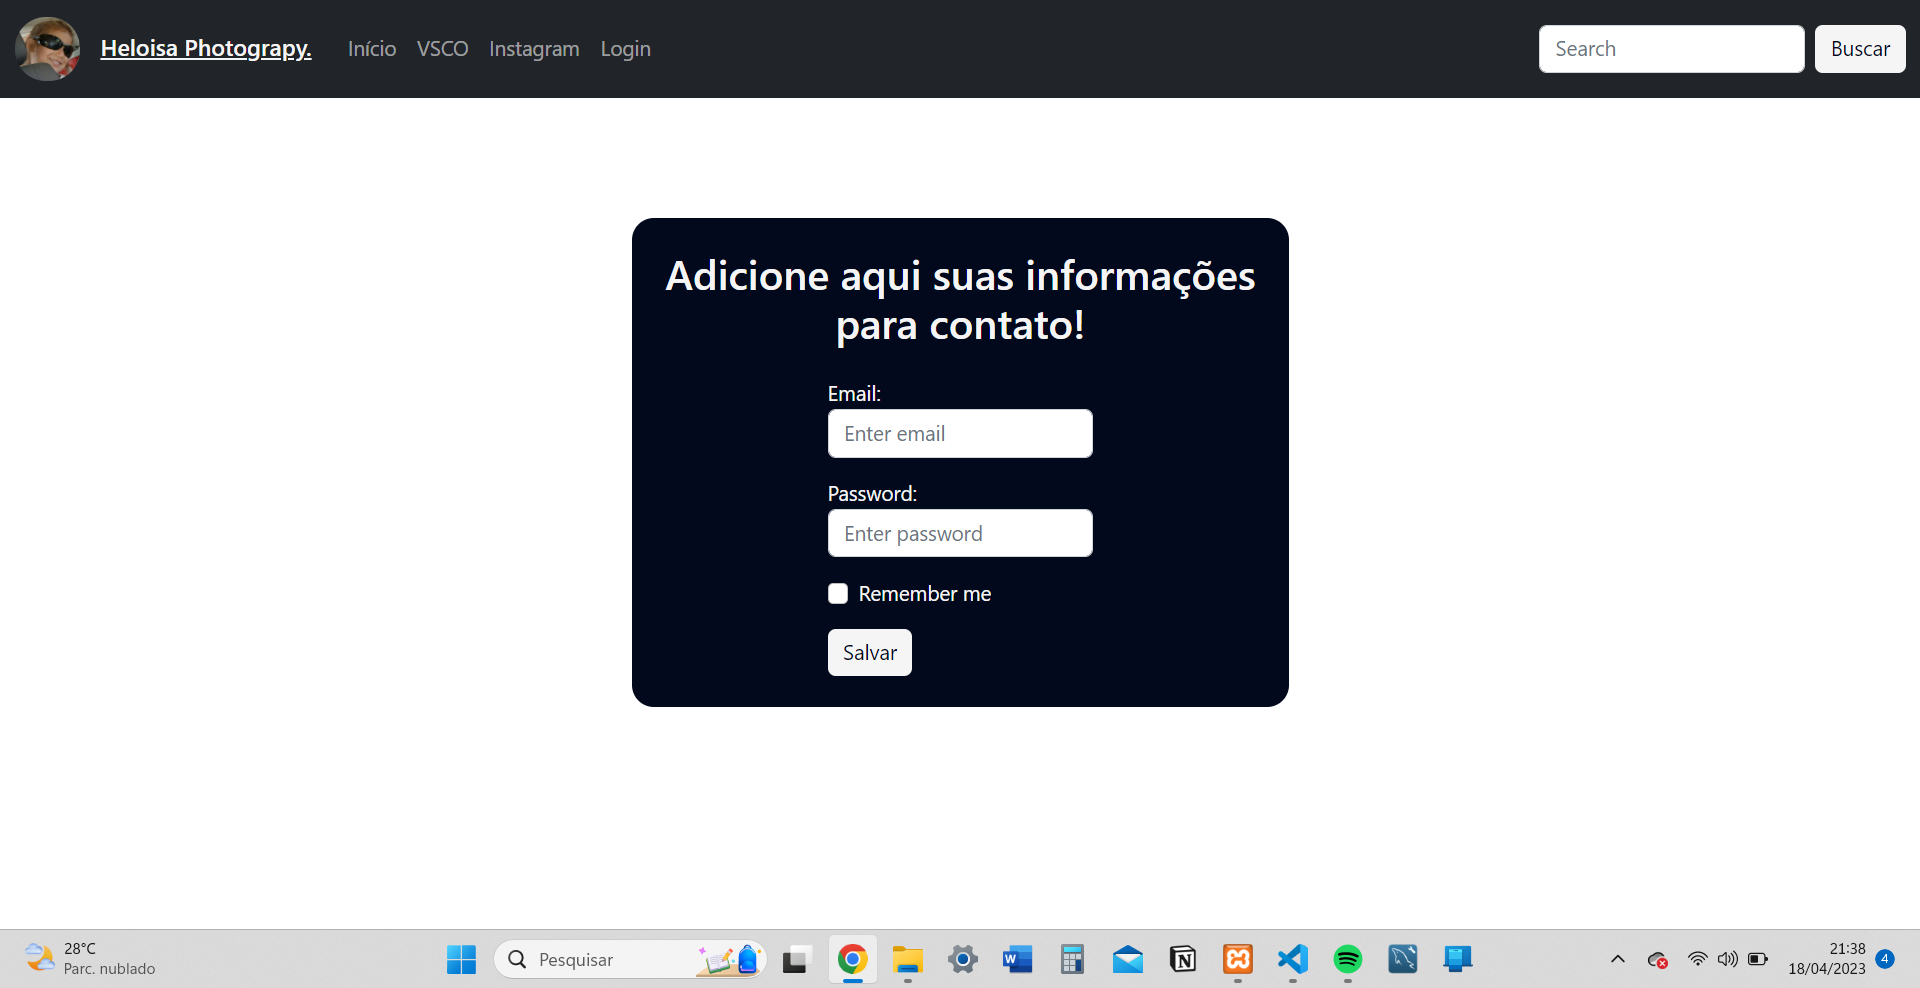 Heloisa Photograpy.
Início
VSCO
Instagram
Login
Search
Buscar
Adicione aqui suas informações
para contato!
Email:
Enter email
Password:
Enter password
Remember me
Salvar
28°C
Parc. nublado
Pesquisar
21:38
18/04/2023
4